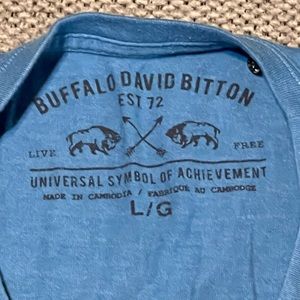 BUFFALO DAVID BITTON
EST 72
LIVE FREE
UNIVERSAL SYMBOL OF ACHIEVEMENT
MADE IN CAMBODIA / FABRIQUE AU CAMBODGE
L/G